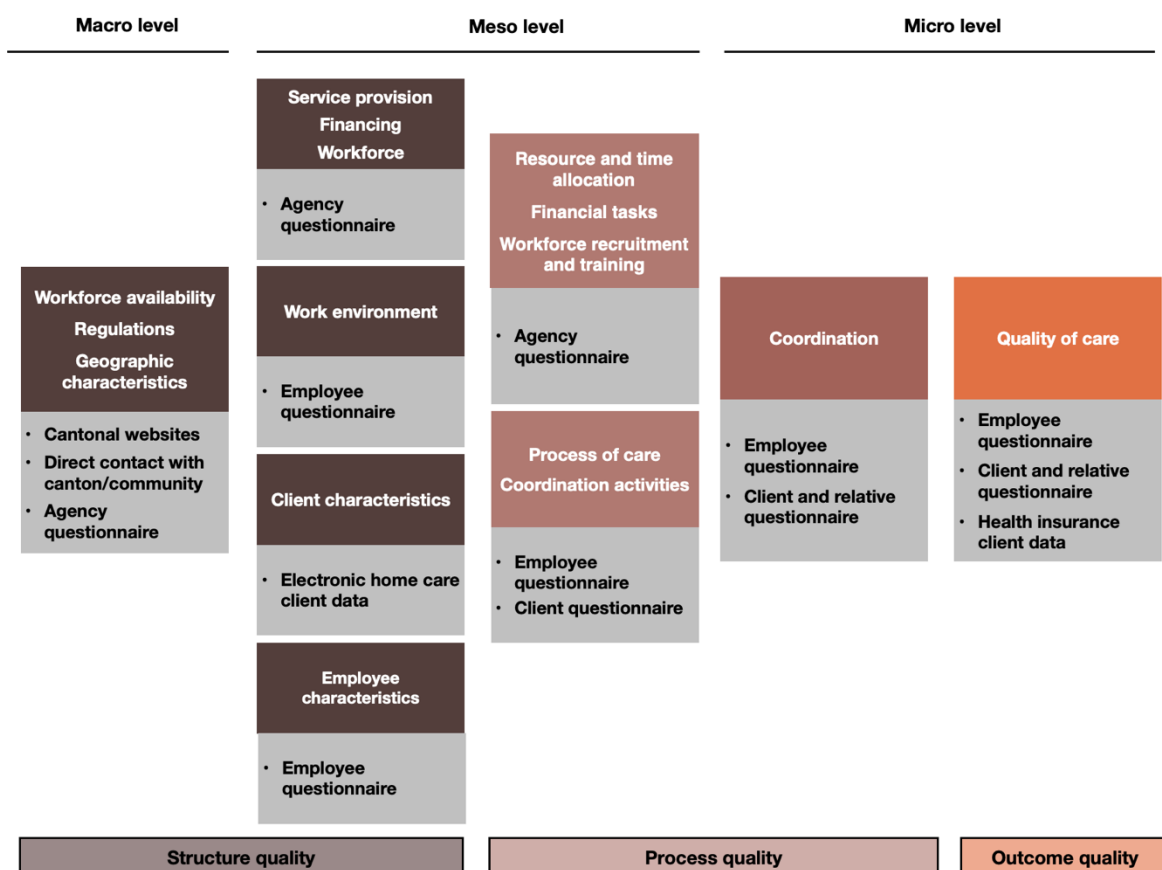 Macro level
Meso level
Micro level
Workforce availability
Regulations
Geographic
characteristics
• Cantonal websites
• Direct contact with
canton/community
• Agency
questionnaire
Service provision
Financing
Workforce
• Agency
questionnaire
Work environment
• Employee
questionnaire
Client characteristics
• Electronic home care
client data
Employee
characteristics
• Employee
questionnaire
Resource and time
allocation
Financial tasks
Workforce recruitment
and training
• Agency
questionnaire
Process of care
Coordination activities
• Employee
questionnaire
• Client questionnaire
Coordination
• Employee
questionnaire
• Client and relative
questionnaire
Quality of care
• Employee
questionnaire
• Client and relative
questionnaire
• Health insurance
client data
Structure quality
Process quality
Outcome quality